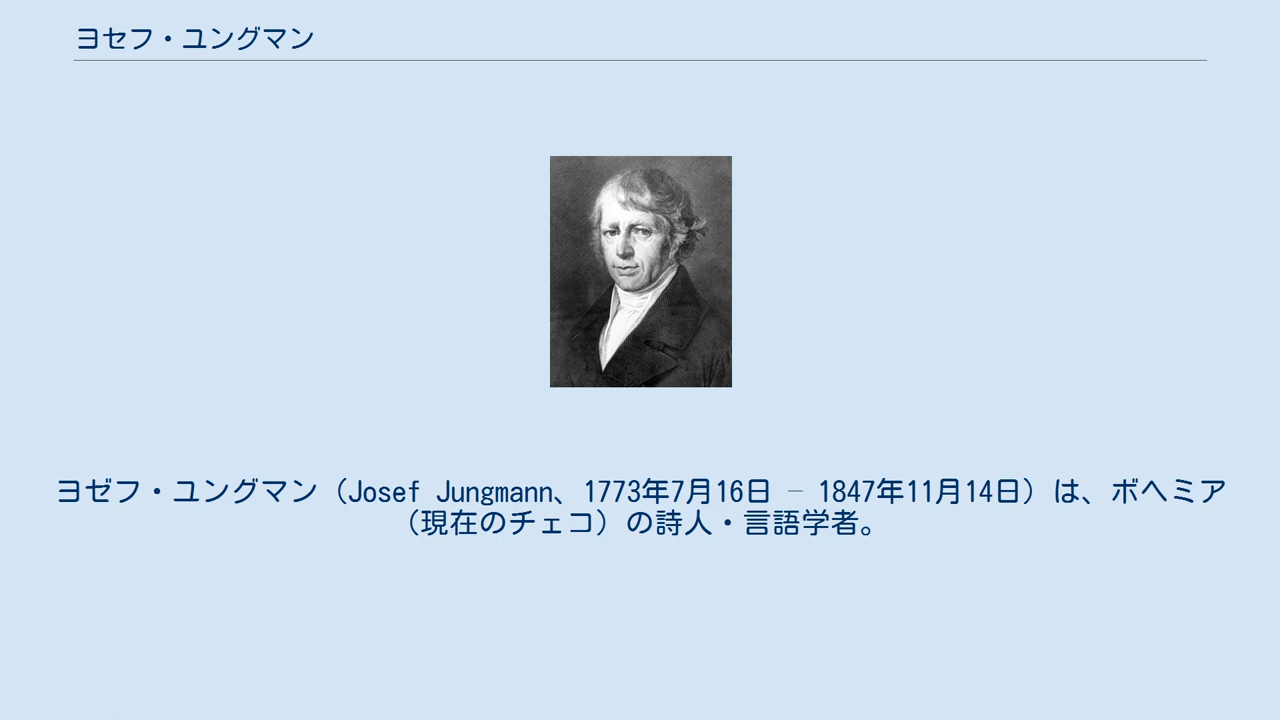 ヨセフ・ユングマン
ヨゼフ・ユングマン（Josef Jungmann、1773年7月16日 – 1847年11月14日）は、ボヘミア
（現在のチェコ）の詩人・言語学者。